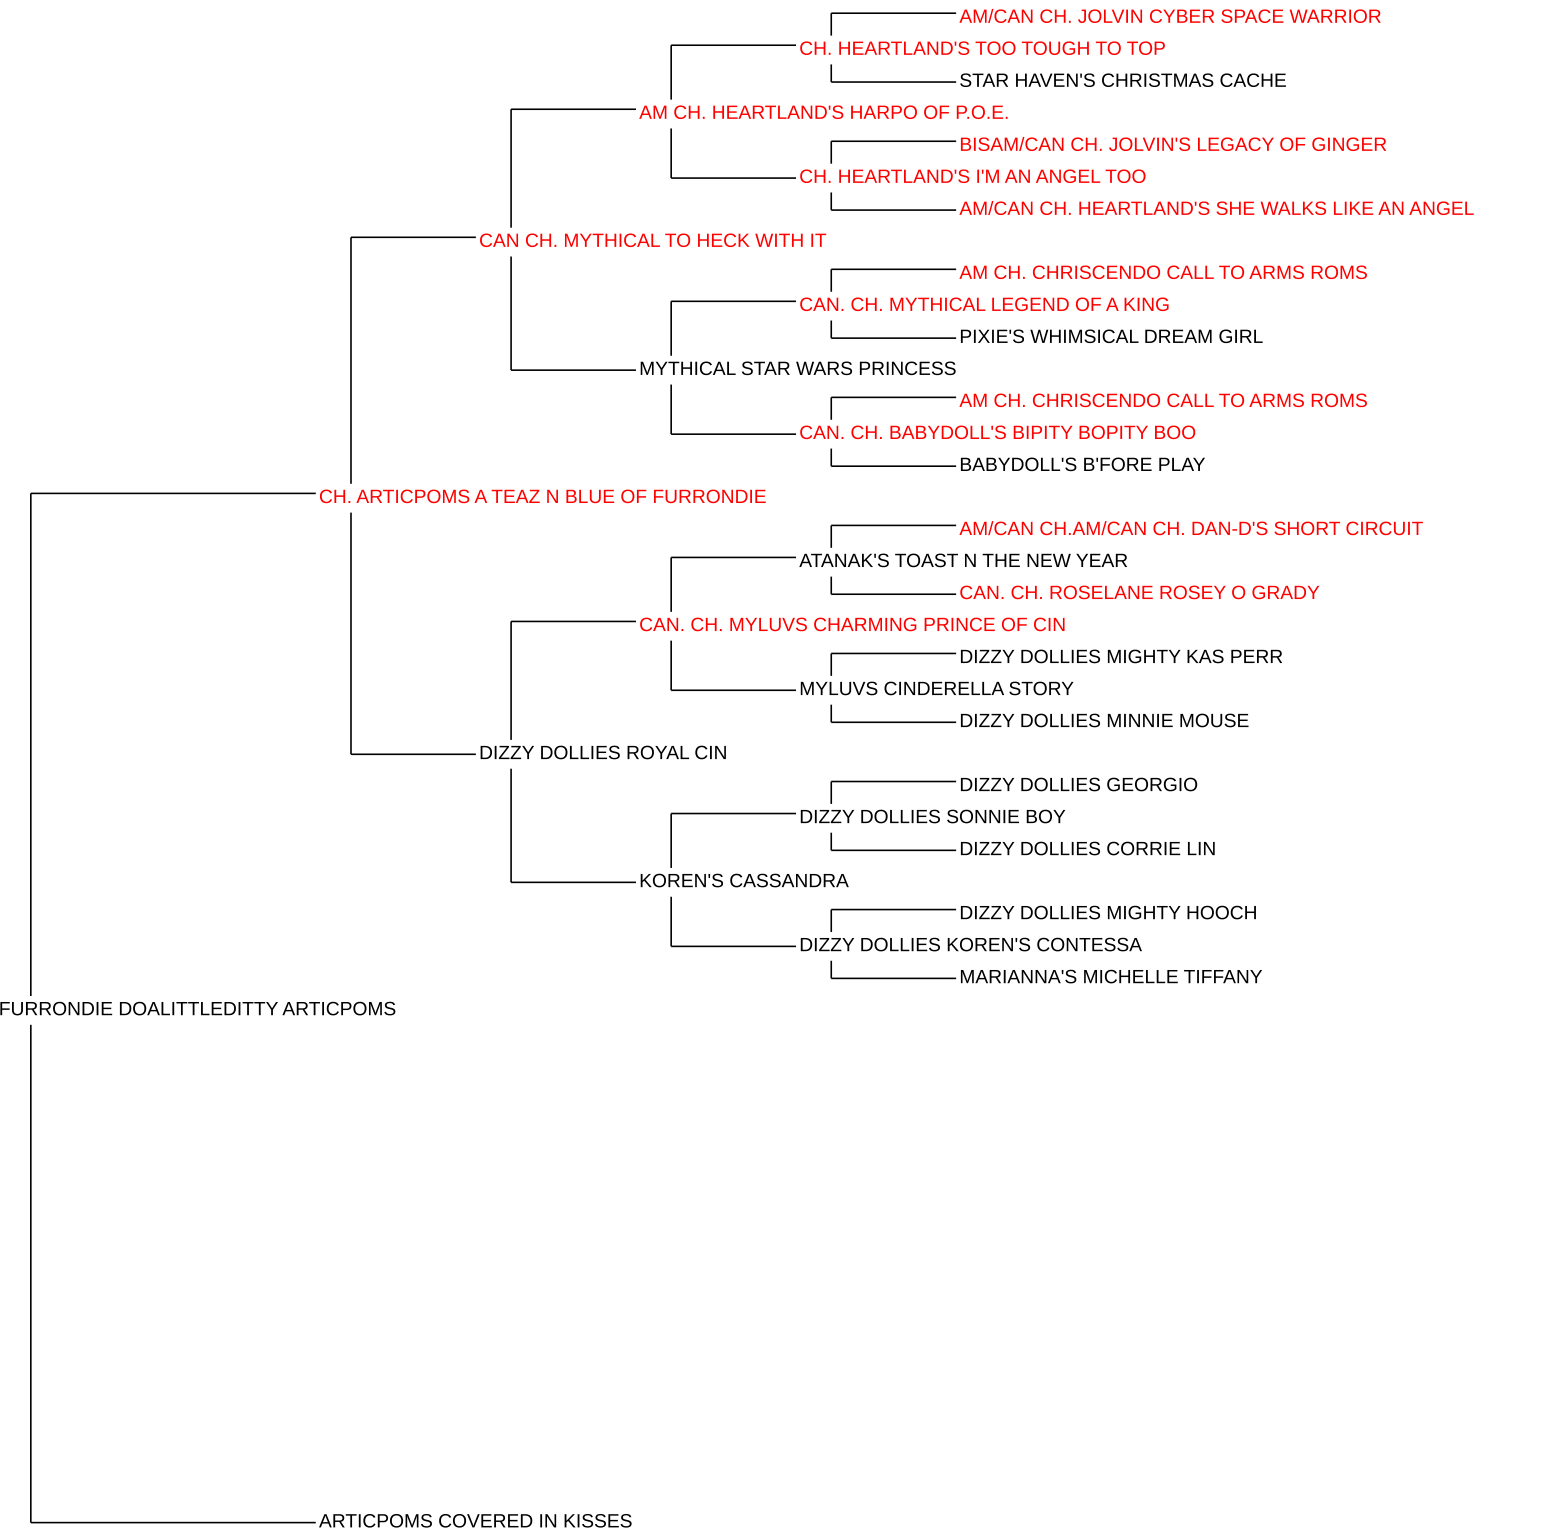 AM/CAN CH. JOLVIN CYBER SPACE WARRIOR
CH. HEARTLAND'S TOO TOUGH TO TOP
STAR HAVEN'S CHRISTMAS CACHE
AM CH. HEARTLAND'S HARPO OF P.O.E.
BISAM/CAN CH. JOLVIN'S LEGACY OF GINGER
CH. HEARTLAND'S I'M AN ANGEL TOO
AM/CAN CH. HEARTLAND'S SHE WALKS LIKE AN ANGEL
CAN CH. MYTHICAL TO HECK WITH IT
AM CH. CHRISCENDO CALL TO ARMS ROMS
CAN. CH. MYTHICAL LEGEND OF A KING
PIXIE'S WHIMSICAL DREAM GIRL
MYTHICAL STAR WARS PRINCESS
AM CH. CHRISCENDO CALL TO ARMS ROMS
CAN. CH. BABYDOLL'S BIPITY BOPITY BOO
BABYDOLL'S B'FORE PLAY
CH. ARTICPOMS A TEAZ N BLUE OF FURRONDIE
AM/CAN CH.AM/CAN CH. DAN-D'S SHORT CIRCUIT
ATANAK'S TOAST N THE NEW YEAR
CAN. CH. ROSELANE ROSEY O GRADY
CAN. CH. MYLUVS CHARMING PRINCE OF CIN
DIZZY DOLLIES MIGHTY KAS PERR
MYLUVS CINDERELLA STORY
DIZZY DOLLIES MINNIE MOUSE
DIZZY DOLLIES ROYAL CIN
DIZZY DOLLIES GEORGIO
DIZZY DOLLIES SONNIE BOY
DIZZY DOLLIES CORRIE LIN
KOREN'S CASSANDRA
DIZZY DOLLIES MIGHTY HOOCH
DIZZY DOLLIES KOREN'S CONTESSA
MARIANNA'S MICHELLE TIFFANY
FURRONDIE DOALITTLEDITTY ARTICPOMS
ARTICPOMS COVERED IN KISSES